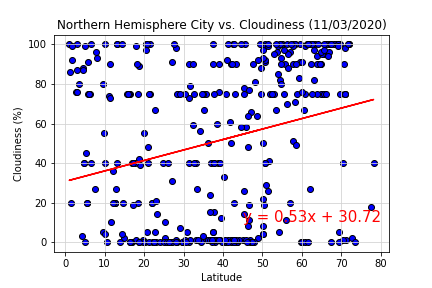 Northern Hemisphere City vs. Cloudiness (11/03/2020)
100
80
60
40
20
0
Cloudiness (%)
y = 0.53x + 30.72
0 10 20 30 40 50 60 70 80
Latitude